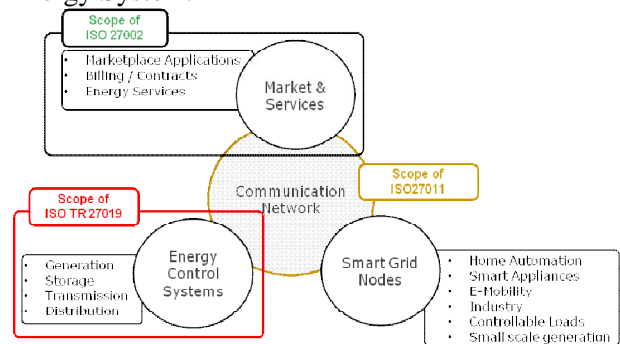 Scope of
ISO 27002
• Marketplace Applications
• Billing / Contracts
• Energy Services
Market &
Services
Scope of
ISO27011
Communication
Network
Scope of
ISO TR 27019
Energy
Control
Systems
• Generation
• Storage
• Transmission
• Distribution
Smart Grid
Nodes
• Home Automation
• Smart Appliances
• E-Mobility
• Industry
• Controllable Loads
• Small scale generation